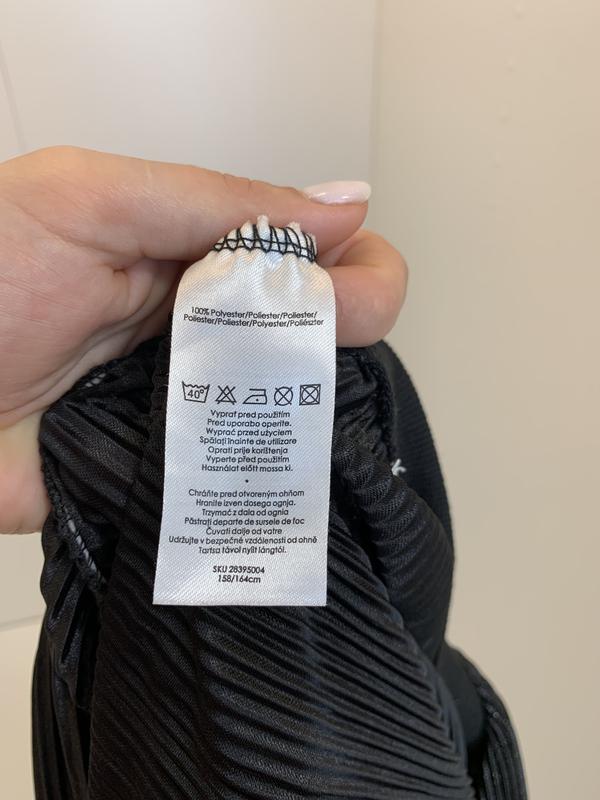 100% Polyester/Poliester/Poliester/
Poliester/Poliester/Polyester/Poliészter
40°
Vyprať pred použitím
Pred uporabo operite.
Wyprać przed użyciem
Spălați înainte de utilizare
Oprati prije korištenja
Vyperte před použitím
Használat előtt mossa ki.
Chráňte pred otvoreným ohňom
Hranite izven dosega ognja.
Trzymać z dala od ognia
Păstrați departe de sursele de foc
Čuvati dalje od vatre
Udržujte v bezpečné vzdálenosti od ohně
Tartsa távol nyílt lángtól.
SKU 28395004
158/164cm